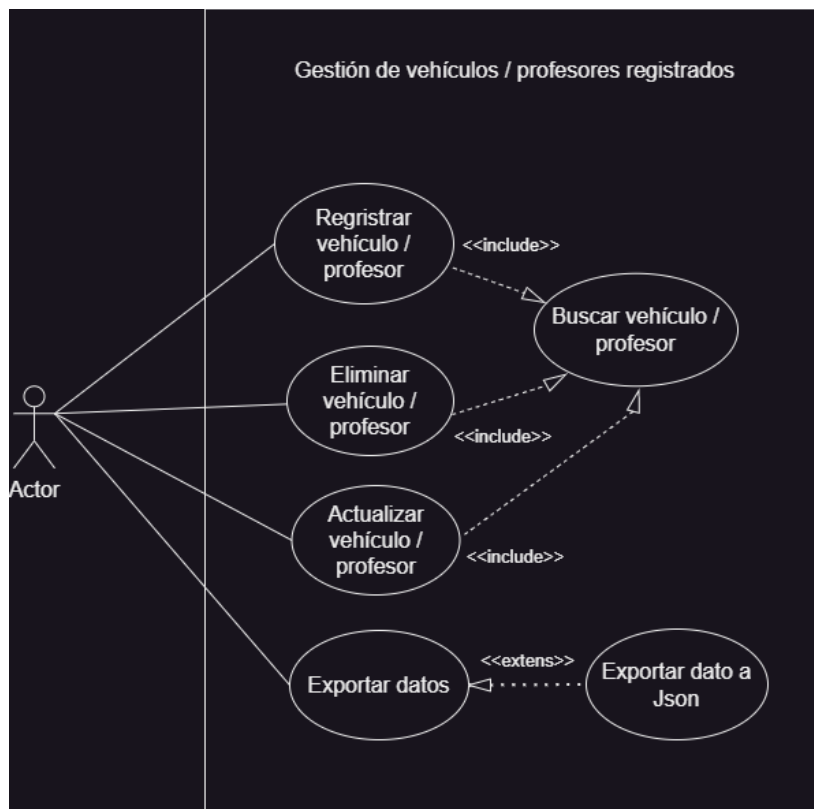 Gestión de vehículos / profesores registrados
Regristrar
vehículo /
profesor
<<include>>
Buscar vehículo /
profesor
Eliminar
vehículo /
profesor
<<include>>
Actor
Actualizar
vehículo /
profesor
<<include>>
Exportar datos
<<extens>>
Exportar dato a
Json